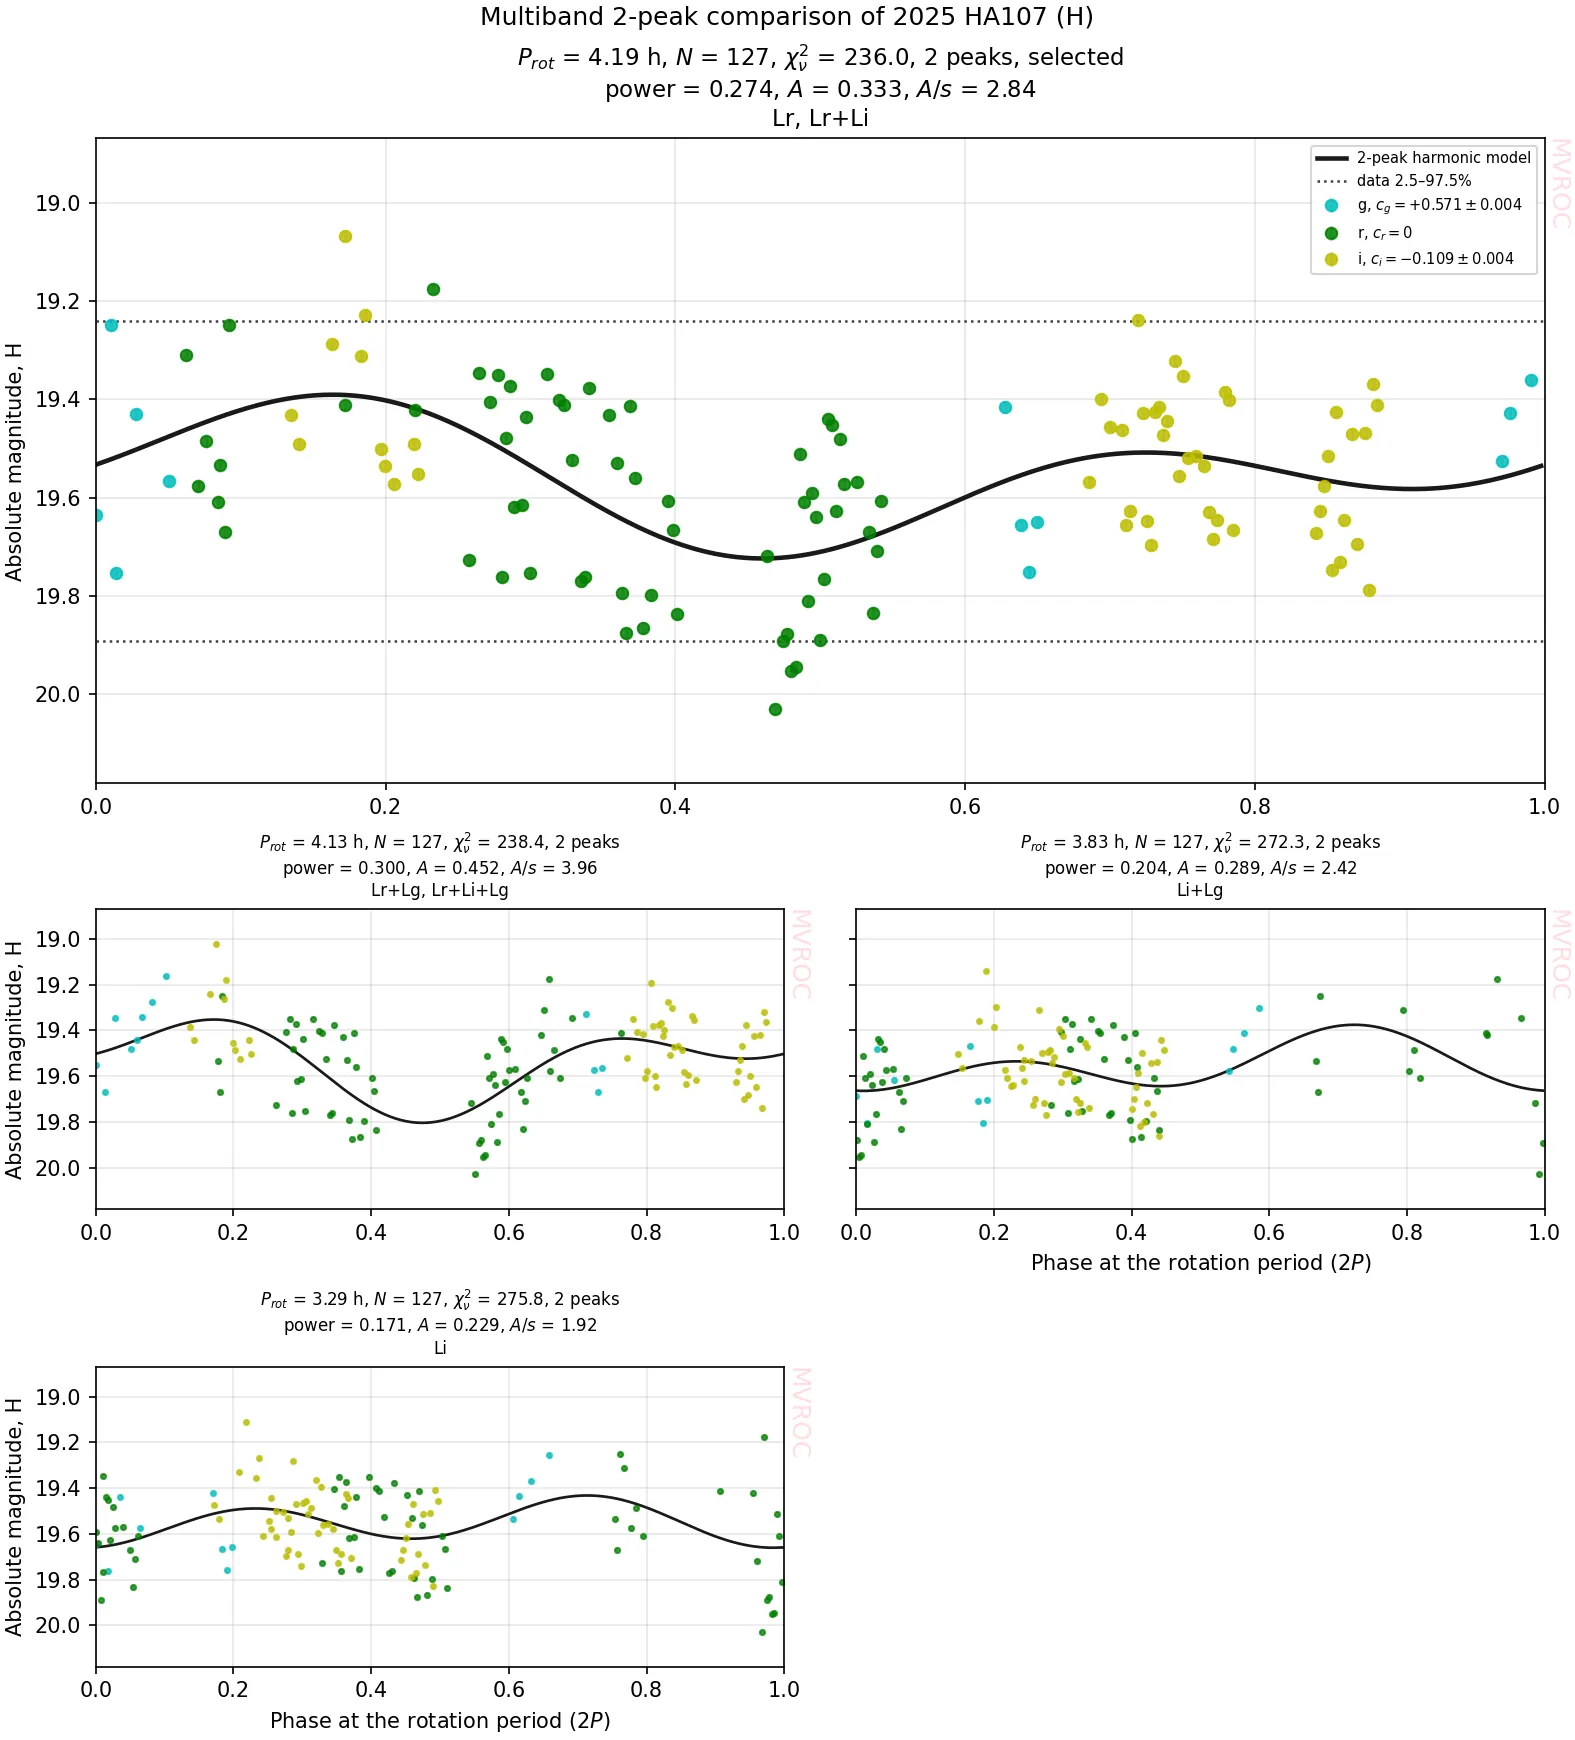 Multiband 2-peak comparison of 2025 HA107 (H)
P_rot = 4.19 h, N = 127, χ²_ν = 236.0, 2 peaks, selected
power = 0.274, A = 0.333, A/s = 2.84
Lr, Lr+Li
MVROC
2-peak harmonic model
data 2.5–97.5%
g, c_g = +0.571 ± 0.004
r, c_r = 0
i, c_i = −0.109 ± 0.004
Absolute magnitude, H
19.0
19.2
19.4
19.6
19.8
20.0
0.0 0.2 0.4 0.6 0.8 1.0
P_rot = 4.13 h, N = 127, χ²_ν = 238.4, 2 peaks
power = 0.300, A = 0.452, A/s = 3.96
Lr+Lg, Lr+Li+Lg
MVROC
Absolute magnitude, H
19.0
19.2
19.4
19.6
19.8
20.0
0.0 0.2 0.4 0.6 0.8 1.0
P_rot = 3.83 h, N = 127, χ²_ν = 272.3, 2 peaks
power = 0.204, A = 0.289, A/s = 2.42
Li+Lg
MVROC
0.0 0.2 0.4 0.6 0.8 1.0
Phase at the rotation period (2P)
P_rot = 3.29 h, N = 127, χ²_ν = 275.8, 2 peaks
power = 0.171, A = 0.229, A/s = 1.92
Li
MVROC
Absolute magnitude, H
19.0
19.2
19.4
19.6
19.8
20.0
0.0 0.2 0.4 0.6 0.8 1.0
Phase at the rotation period (2P)